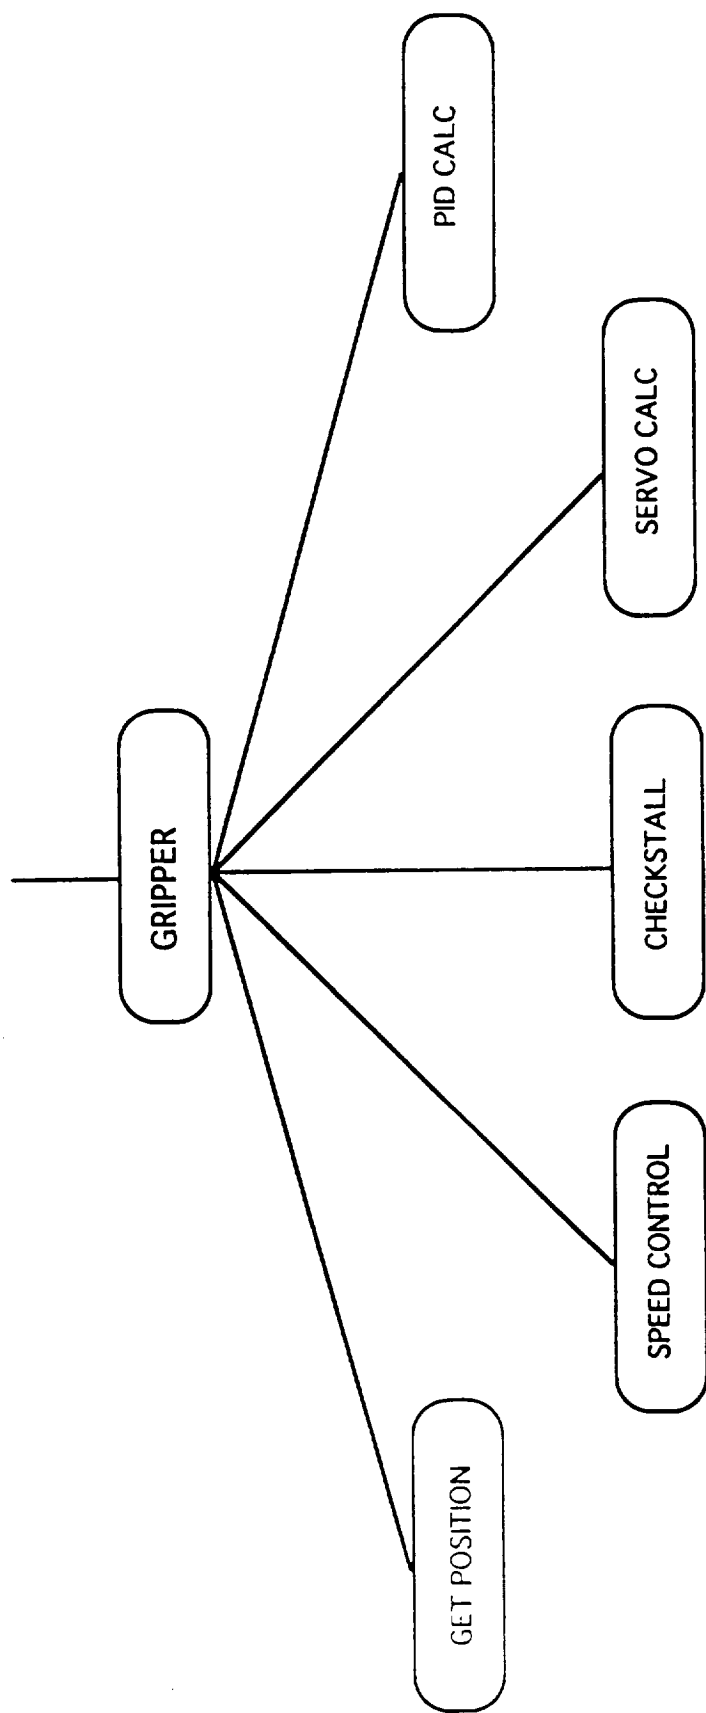 GRIPPER
GET POSITION
SPEED CONTROL
CHECKSTALL
SERVO CALC
PID CALC